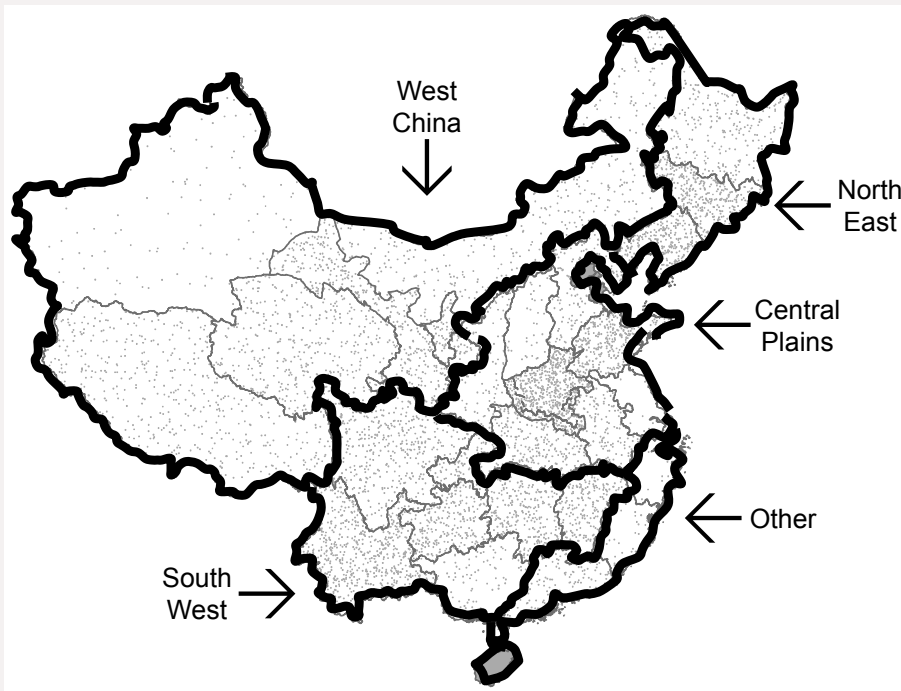 West
China
North
East
Central
Plains
Other
South
West